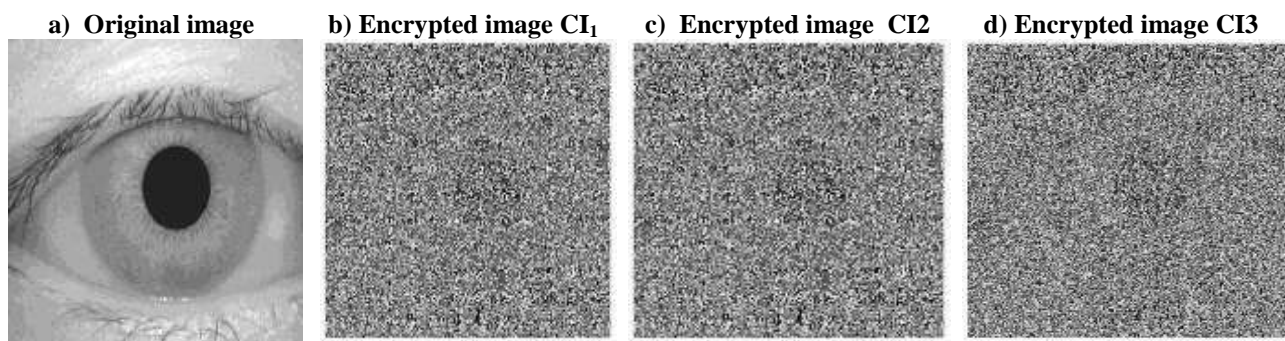 a) Original image
b) Encrypted image CI₁
c) Encrypted image CI2
d) Encrypted image CI3